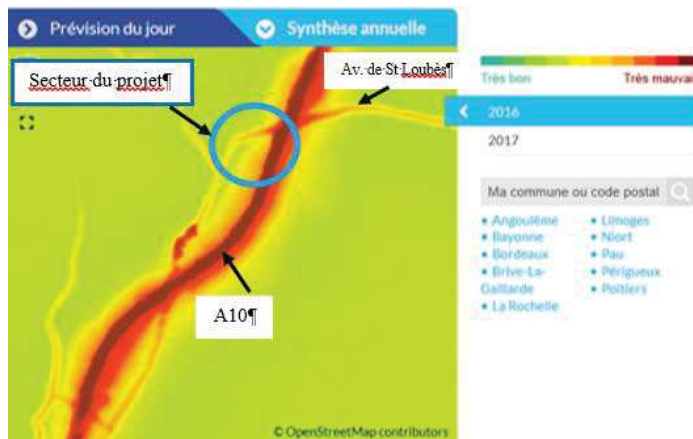 Prévision du jour
Synthèse annuelle
Secteur·du·projet¶
Av.·de·St·Loubès¶
A10¶
© OpenStreetMap contributors
Très bon
Très mauvai
2016
2017
Ma commune ou code postal
• Angoulême
• Bayonne
• Bordeaux
• Brive-La-
Gaillarde
• La Rochelle
• Limoges
• Niort
• Pau
• Périgueux
• Poitiers